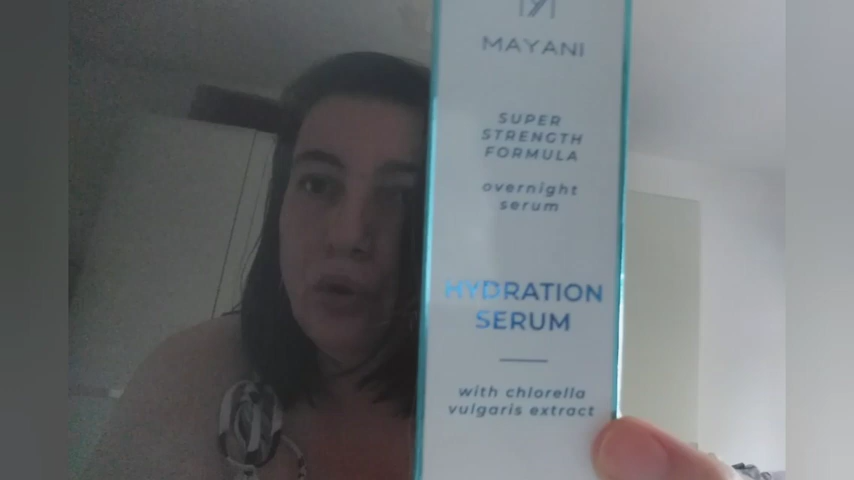 MAYANI
SUPER
STRENGTH
FORMULA
overnight
serum
HYDRATION
SERUM
with chlorella
vulgaris extract